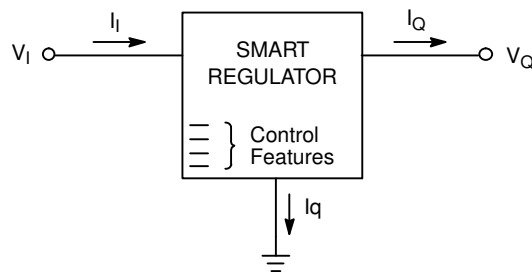 I_I
I_Q
V_I
SMART
REGULATOR
V_Q
Control
Features
Iq